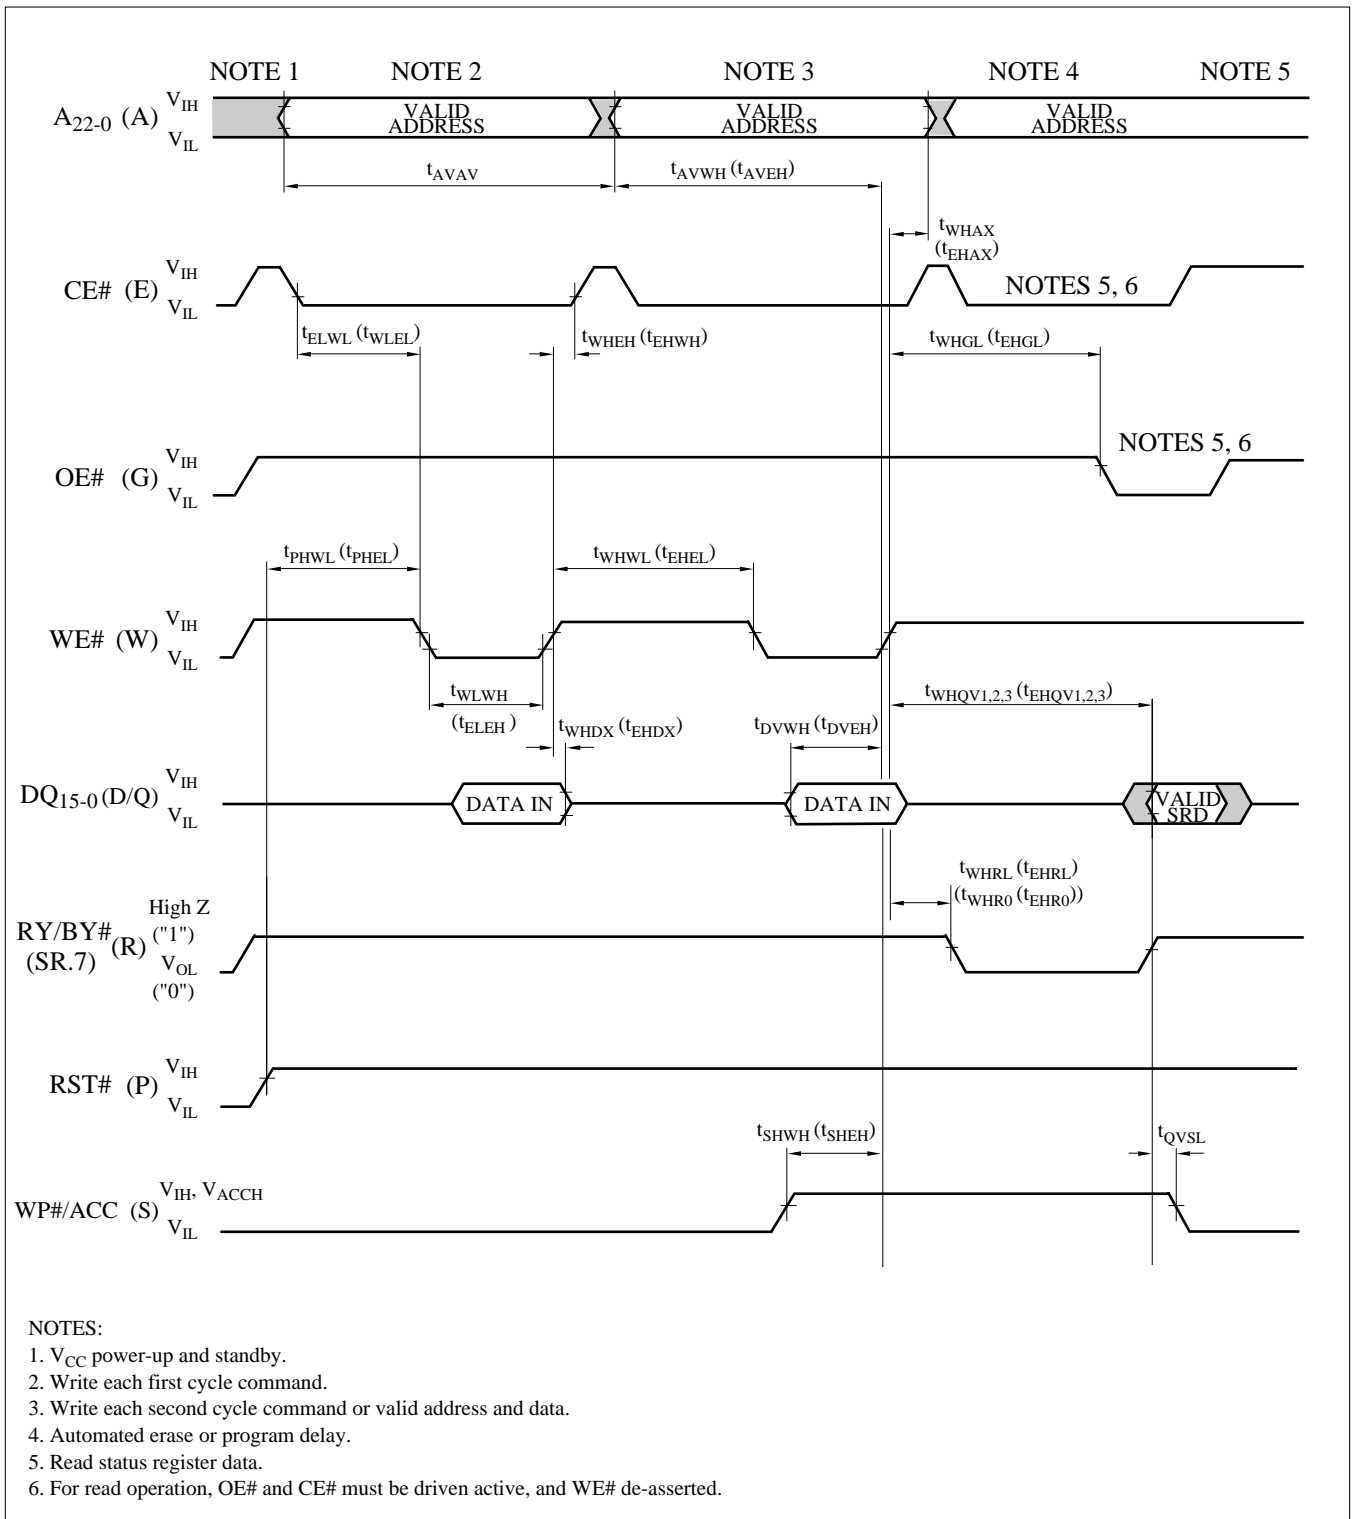 NOTE 1 NOTE 2 NOTE 3 NOTE 4 NOTE 5
A22-0 (A) VIH VIL
VALID ADDRESS
VALID ADDRESS
VALID ADDRESS
tAVAV
tAVWH (tAVEH)
tWHAX
(tEHAX)
CE# (E) VIH VIL
NOTES 5, 6
tELWL (tWLEL)
tWHEH (tEHWH)
tWHGL (tEHGL)
OE# (G) VIH VIL
NOTES 5, 6
tPHWL (tPHEL)
tWHWL (tEHEL)
WE# (W) VIH VIL
tWLWH
(tELEH )
tWHDX (tEHDX)
tDVWH (tDVEH)
tWHQV1,2,3 (tEHQV1,2,3)
DQ15-0 (D/Q) VIH VIL
DATA IN
DATA IN
VALID
SRD
tWHRL (tEHRL)
(tWHR0 (tEHR0))
High Z
("1")
RY/BY# (R)
(SR.7)
VOL
("0")
RST# (P) VIH VIL
tSHWH (tSHEH)
tQVSL
WP#/ACC (S) VIH, VACCH VIL
NOTES:
1. VCC power-up and standby.
2. Write each first cycle command.
3. Write each second cycle command or valid address and data.
4. Automated erase or program delay.
5. Read status register data.
6. For read operation, OE# and CE# must be driven active, and WE# de-asserted.